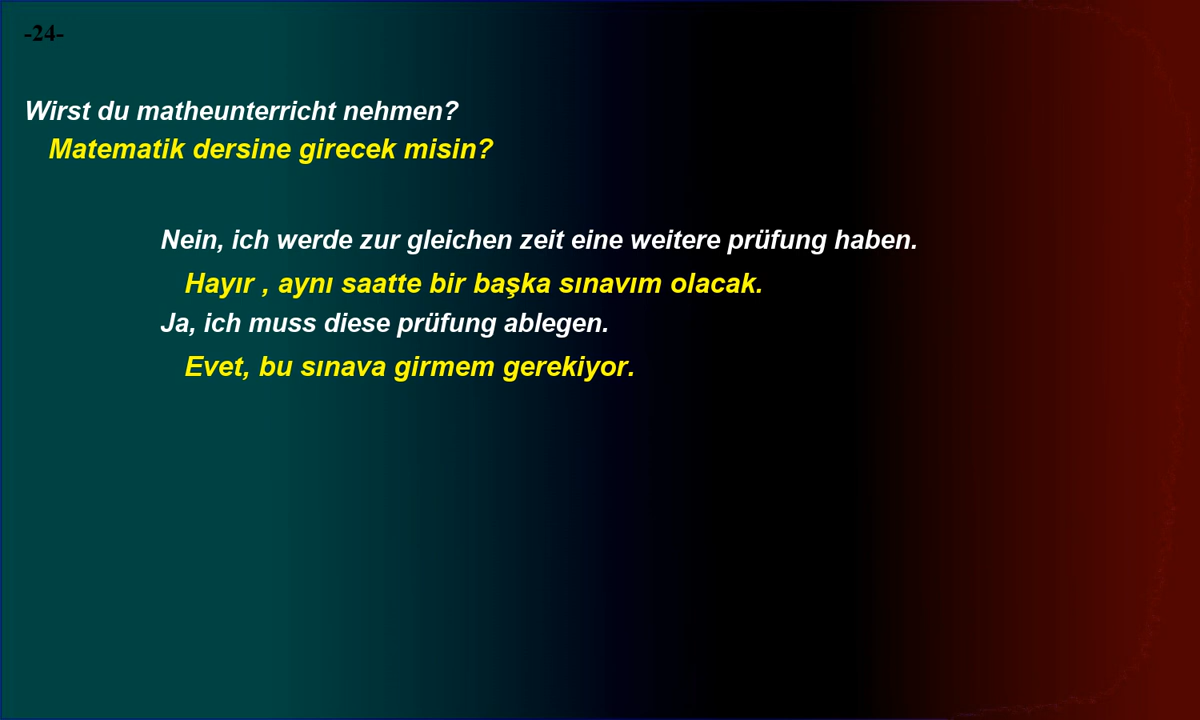 -24-
Wirst du matheunterricht nehmen?
Matematik dersine girecek misin?
Nein, ich werde zur gleichen zeit eine weitere prüfung haben.
Hayır , aynı saatte bir başka sınavım olacak.
Ja, ich muss diese prüfung ablegen.
Evet, bu sınava girmem gerekiyor.